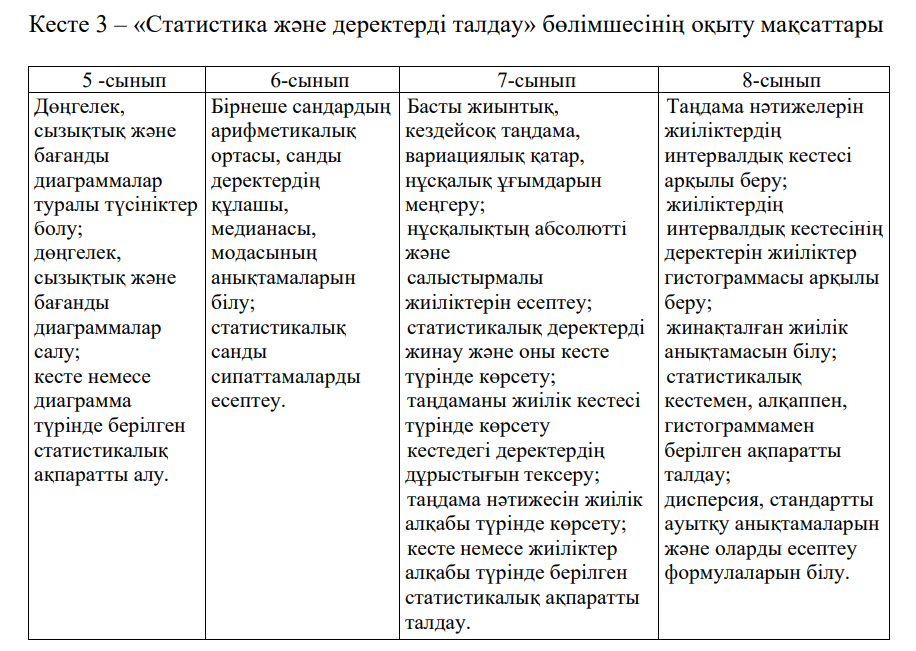 Кесте 3 – «Статистика және деректерді талдау» бөлімшесінің оқыту мақсаттары
5 -сынып
6-сынып
7-сынып
8-сынып
Дөңгелек,
сызықтық және
бағанды
диаграммалар
туралы түсініктер
болу;
дөңгелек,
сызықтық және
бағанды
диаграммалар
салу;
кесте немесе
диаграмма
түрінде берілген
статистикалық
ақпаратты алу.
Бірнеше сандардың
арифметикалық
ортасы, санды
деректердің
құлашы,
медианасы,
модасының
анықтамаларын
білу;
статистикалық
санды
сипаттамаларды
есептеу.
Басты жиынтық,
кездейсоқ таңдама,
вариациялық қатар,
нұсқалық ұғымдарын
меңгеру;
нұсқалықтың абсолютті
және
салыстырмалы
жиіліктерін есептеу;
статистикалық деректерді
жинау және оны кесте
түрінде көрсету;
таңдаманы жиілік кестесі
түрінде көрсету
кестедегі деректердің
дұрыстығын тексеру;
таңдама нәтижесін жиілік
алқабы түрінде көрсету;
кесте немесе жиіліктер
алқабы түрінде берілген
статистикалық ақпаратты
талдау.
Таңдама нәтижелерін
жиіліктердің
интервалдық кестесі
арқылы беру;
жиіліктердің
интервалдық кестесінің
деректерін жиіліктер
гистограммасы арқылы
беру;
жинақталған жиілік
анықтамасын білу;
статистикалық
кестемен, алқаппен,
гистограммамен
берілген ақпаратты
талдау;
дисперсия, стандартты
ауытқу анықтамаларын
және оларды есептеу
формулаларын білу.